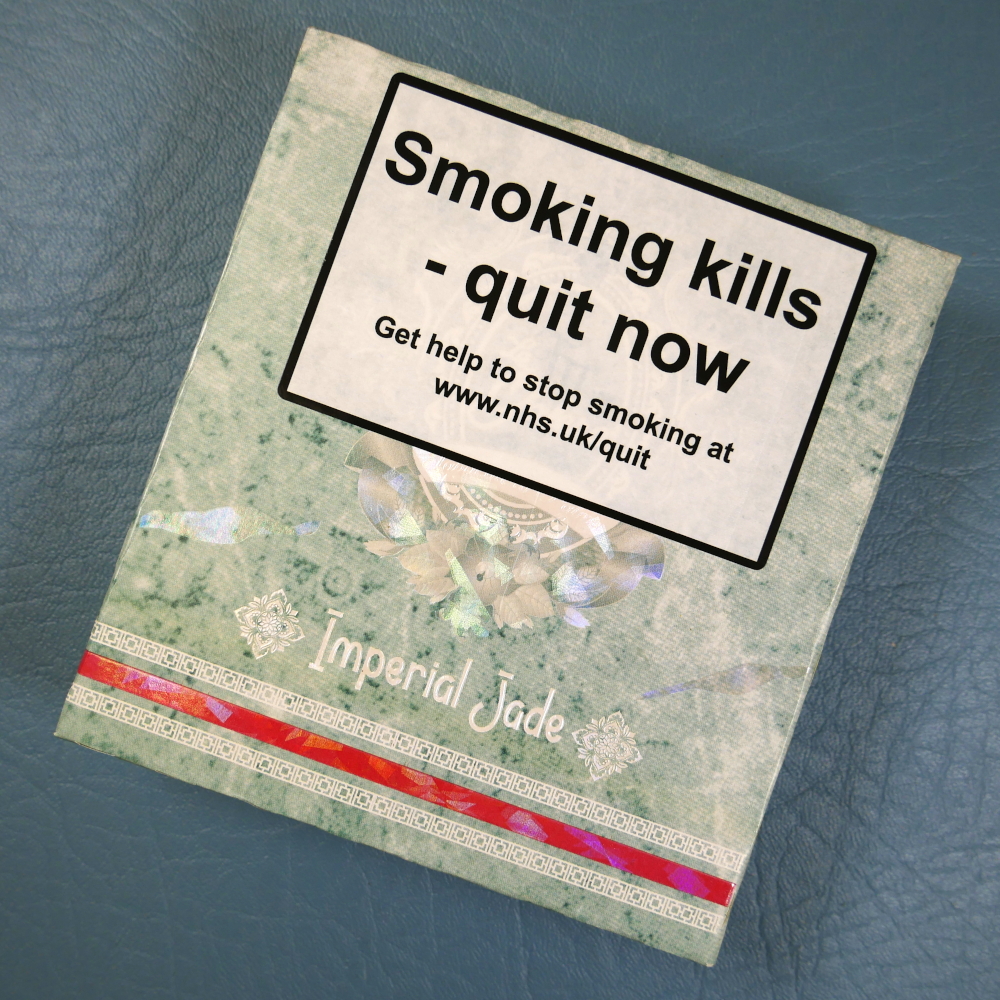 Smoking kills
- quit now
Get help to stop smoking at
www.nhs.uk/quit
Imperial Jade